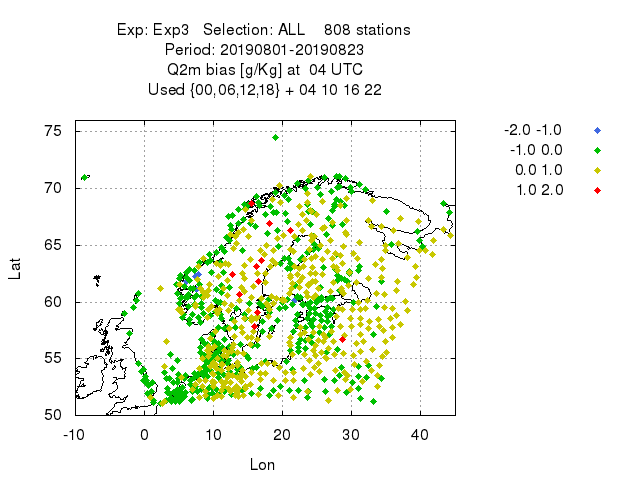 Exp: Exp3 Selection: ALL 808 stations
Period: 20190801-20190823
Q2m bias [g/Kg] at 04 UTC
Used {00,06,12,18} + 04 10 16 22
-2.0 -1.0
-1.0 0.0
0.0 1.0
1.0 2.0
75
70
65
60
55
50
Lat
-10 0 10 20 30 40
Lon